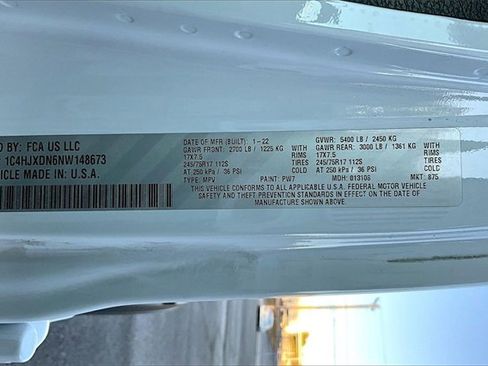 D BY: FCA US LLC
1C4HJXDN6NW148673
EHICLE MADE IN: U.S.A.
DATE OF MFR (BUILT): 1-22
GAWR FRONT: 2700 LB / 1225 KG
17X7.5 RIMS
245/75R17 112S TIRES
AT 250 kPa / 36 PSI COLD
TYPE: MPV PAINT: PW7
GVWR: 5400 LB / 2450 KG
GAWR REAR: 3000 LB / 1361 KG WITH
17X7.5 RIMS
245/75R17 112S TIRES
AT 250 kPa / 36 PSI COLD
MDH: 013108 MKT: 875
THIS VEHICLE CONFORMS TO ALL APPLICABLE U.S.A. FEDERAL MOTOR VEHICLE
SAFETY AND THEFT PREVENTION STANDARDS IN EFFECT ON THE DATE OF
MANUFACTURE SHOWN ABOVE.